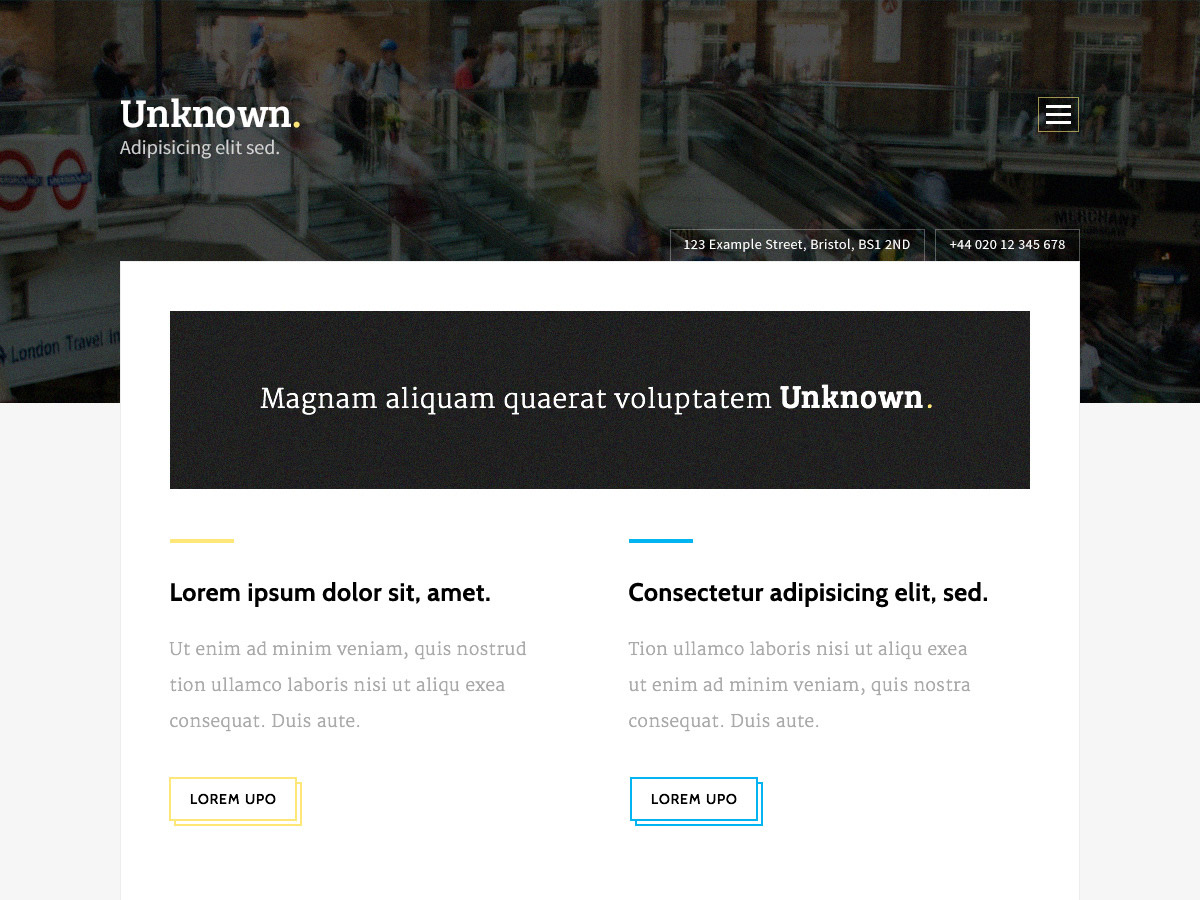 Unknown.
Adipisicing elit sed.
UNDERGROUND
MERCHANT
123 Example Street, Bristol, BS1 2ND
+44 020 12 345 678
London Travel In
Magnam aliquam quaerat voluptatem Unknown.
Lorem ipsum dolor sit, amet.
Ut enim ad minim veniam, quis nostrud
tion ullamco laboris nisi ut aliqu exea
consequat. Duis aute.
LOREM UPO
Consectetur adipisicing elit, sed.
Tion ullamco laboris nisi ut aliqu exea
ut enim ad minim veniam, quis nostra
consequat. Duis aute.
LOREM UPO